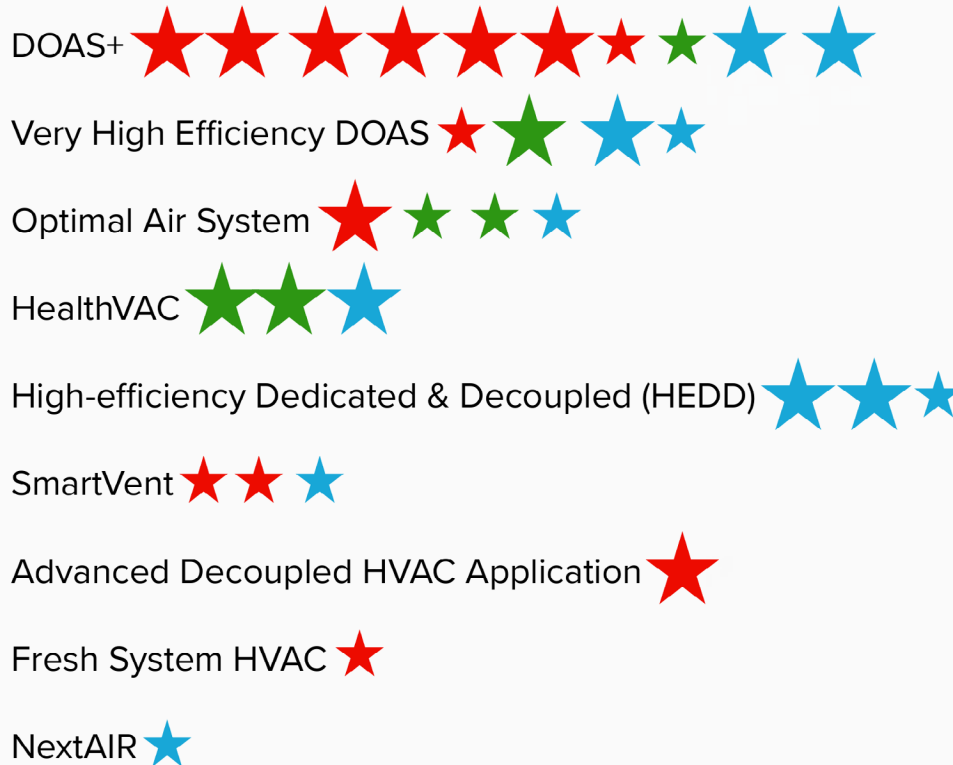 DOAS+
Very High Efficiency DOAS
Optimal Air System
HealthVAC
High-efficiency Dedicated & Decoupled (HEDD)
SmartVent
Advanced Decoupled HVAC Application
Fresh System HVAC
NextAIR